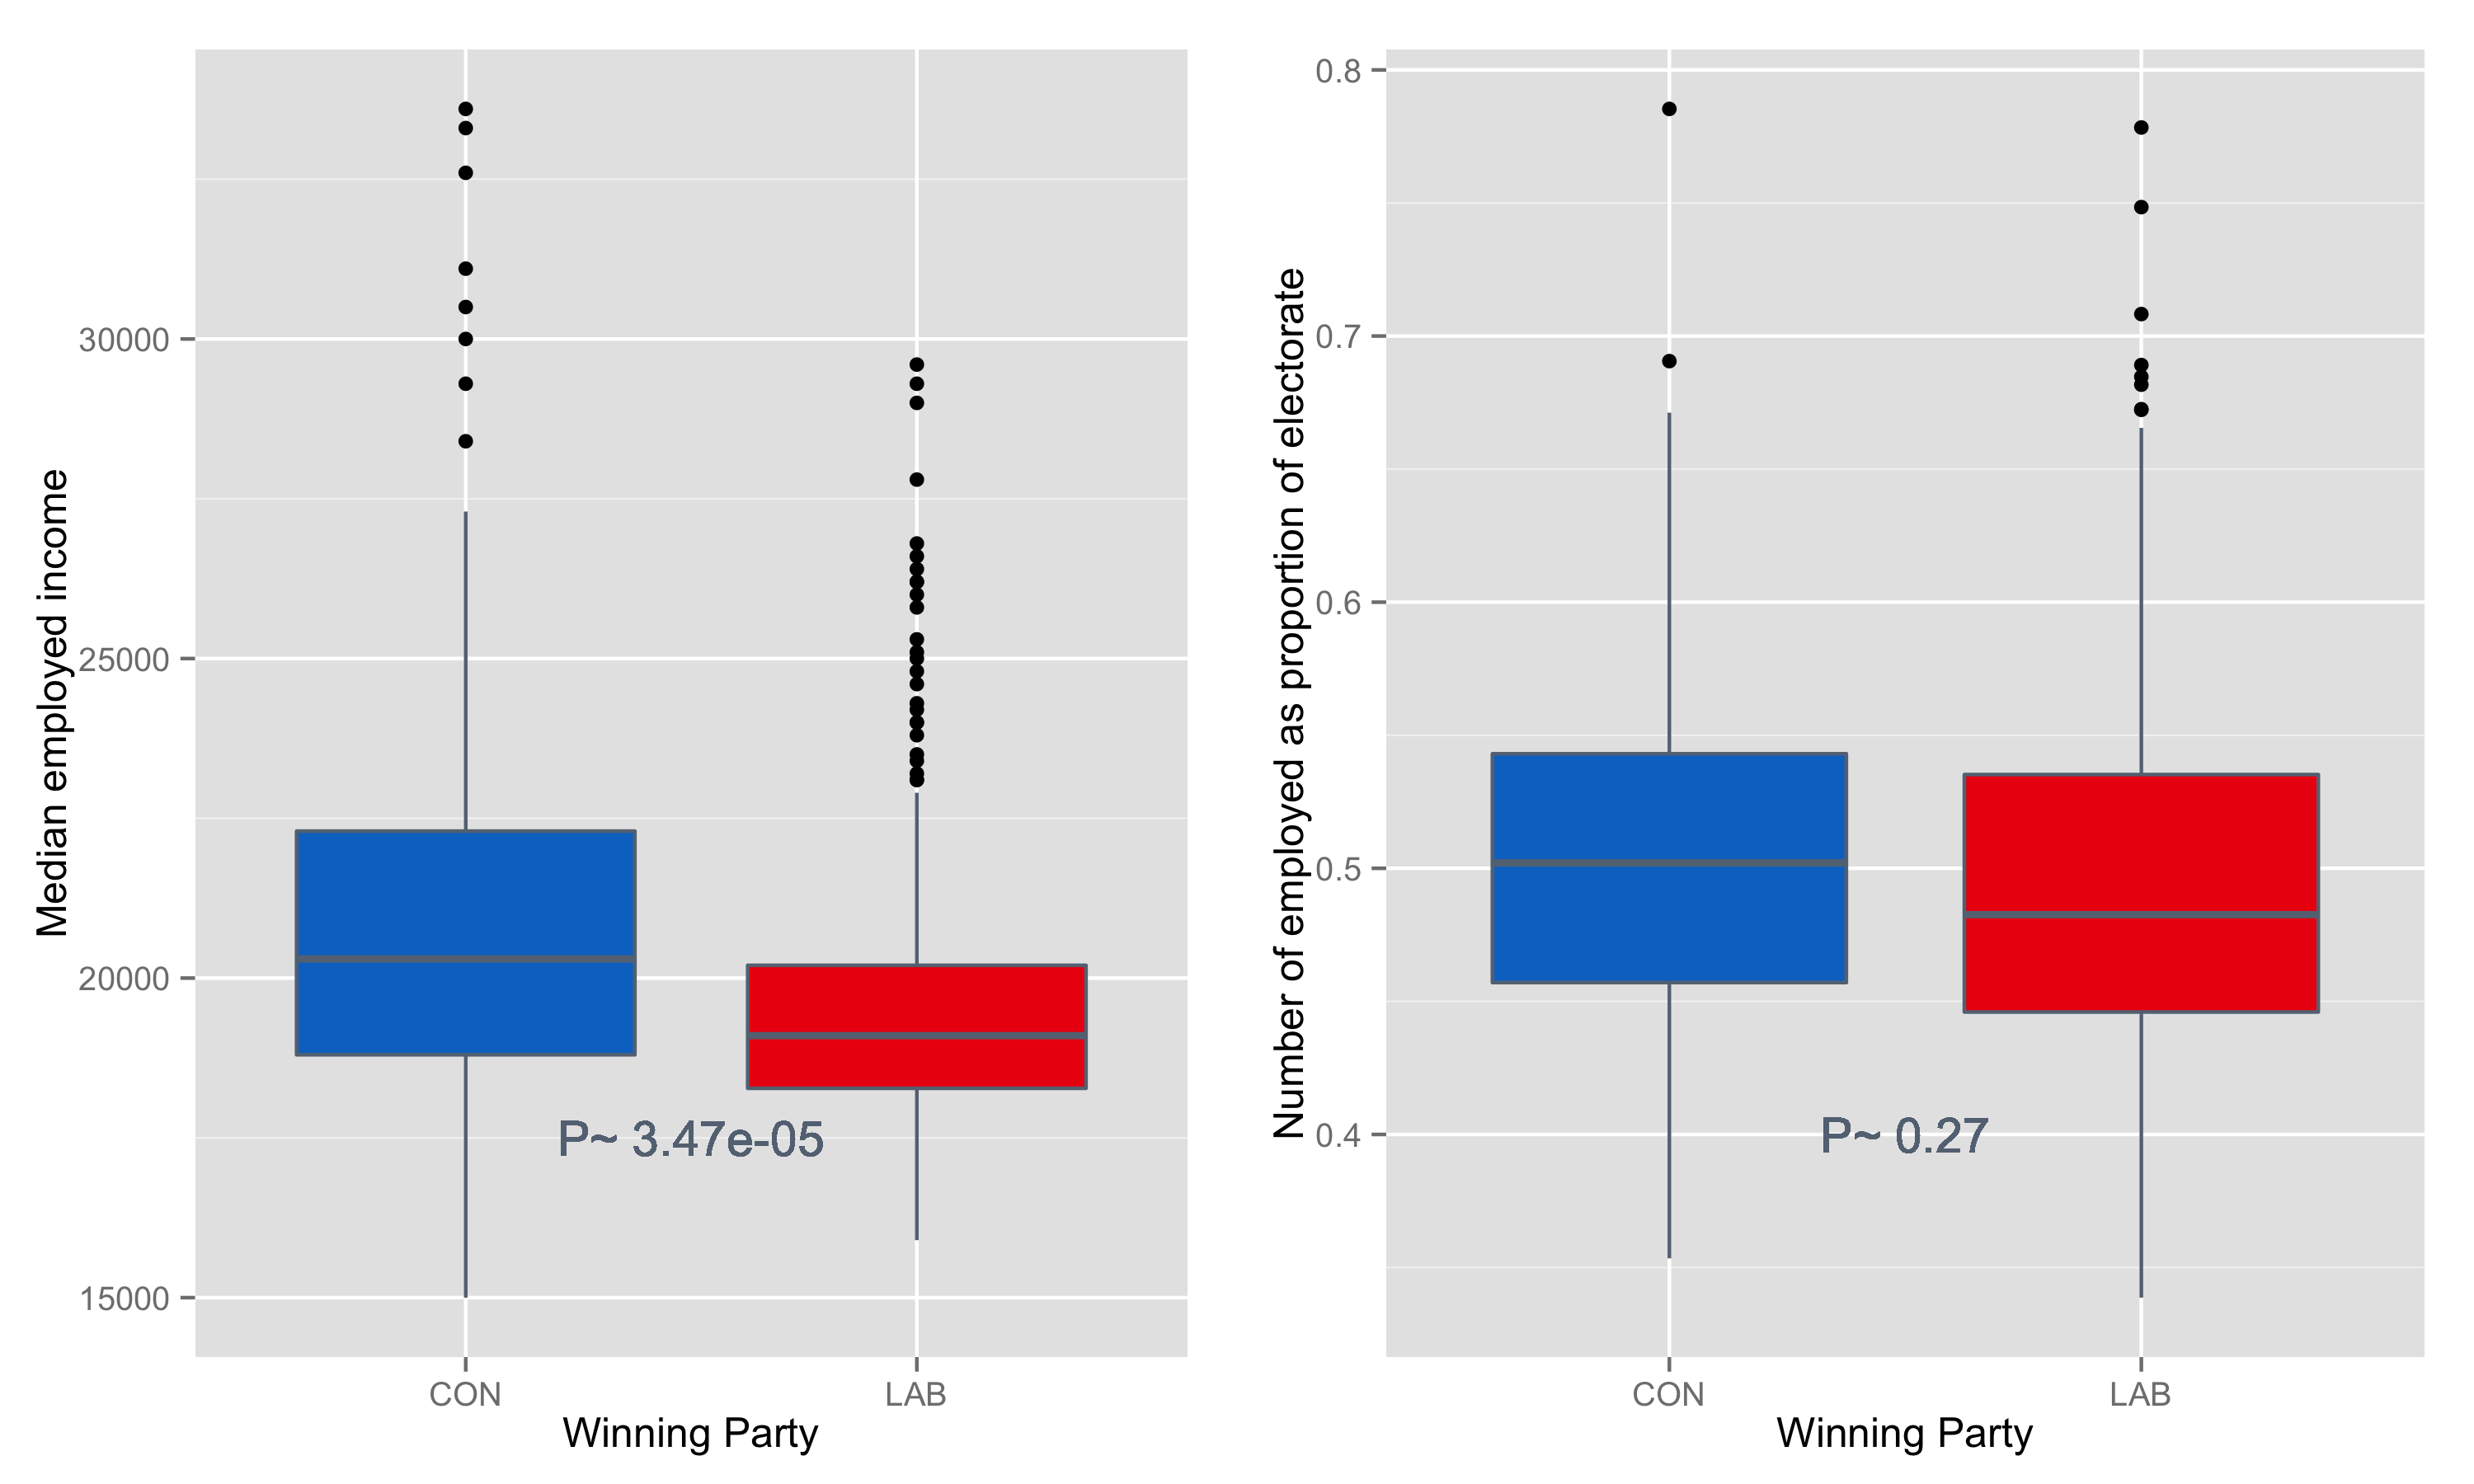 Median employed income
30000
25000
20000
15000
P~ 3.47e-05
CON
LAB
Winning Party
Number of employed as proportion of electorate
0.8
0.7
0.6
0.5
0.4
P~ 0.27
CON
LAB
Winning Party